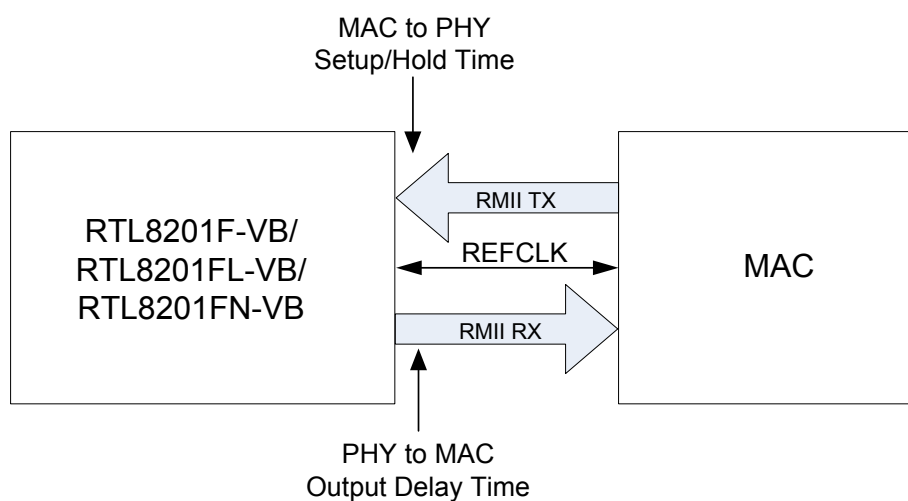 MAC to PHY
Setup/Hold Time
RMII TX
RTL8201F-VB/
RTL8201FL-VB/
RTL8201FN-VB
REFCLK
MAC
RMII RX
PHY to MAC
Output Delay Time